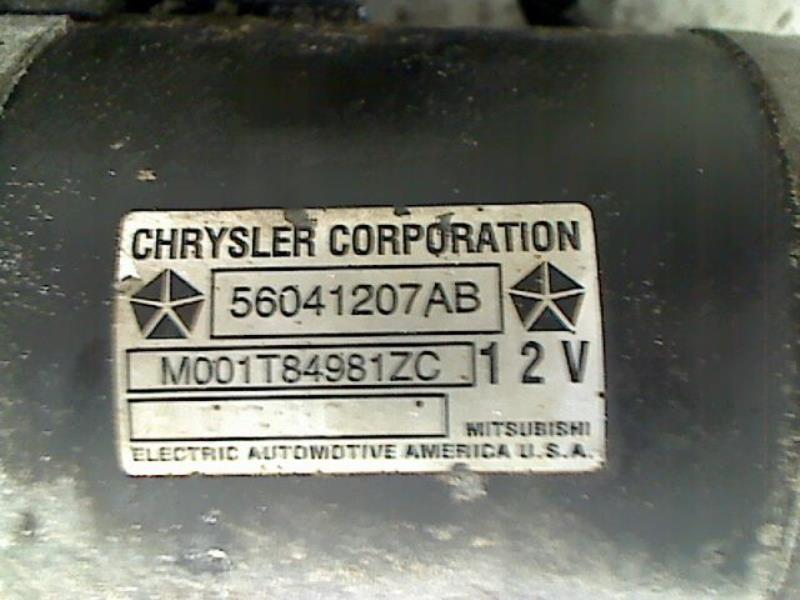 CHRYSLER CORPORATION
56041207AB
M001T84981ZC 12V
MITSUBISHI
ELECTRIC AUTOMOTIVE AMERICA U.S.A.